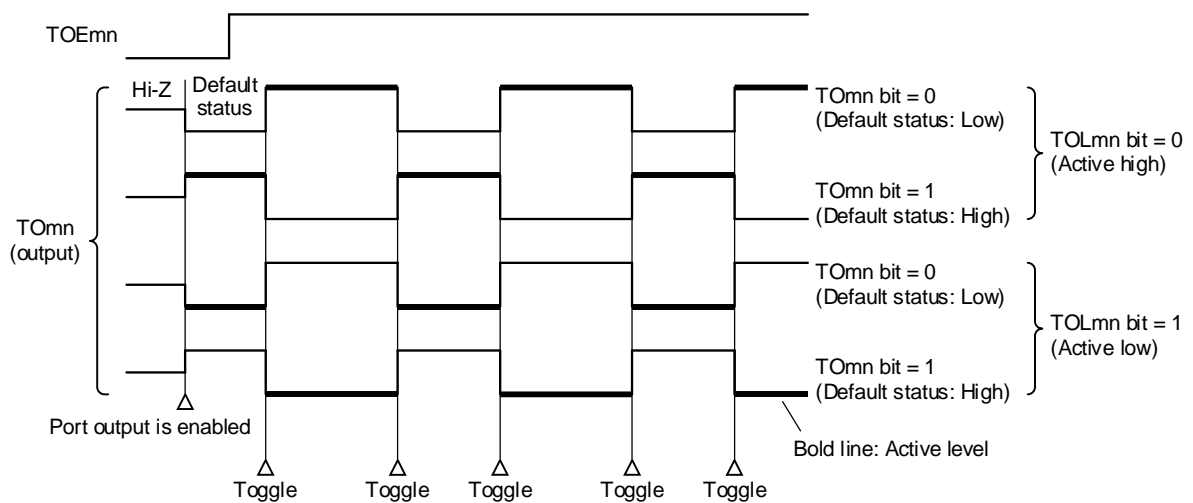 TOEmn
Hi-Z
Default
status
TOmn
(output)
TOmn bit = 0
(Default status: Low)
TOmn bit = 1
(Default status: High)
TOLmn bit = 0
(Active high)
TOmn bit = 0
(Default status: Low)
TOmn bit = 1
(Default status: High)
TOLmn bit = 1
(Active low)
Port output is enabled
Bold line: Active level
Toggle
Toggle
Toggle
Toggle
Toggle